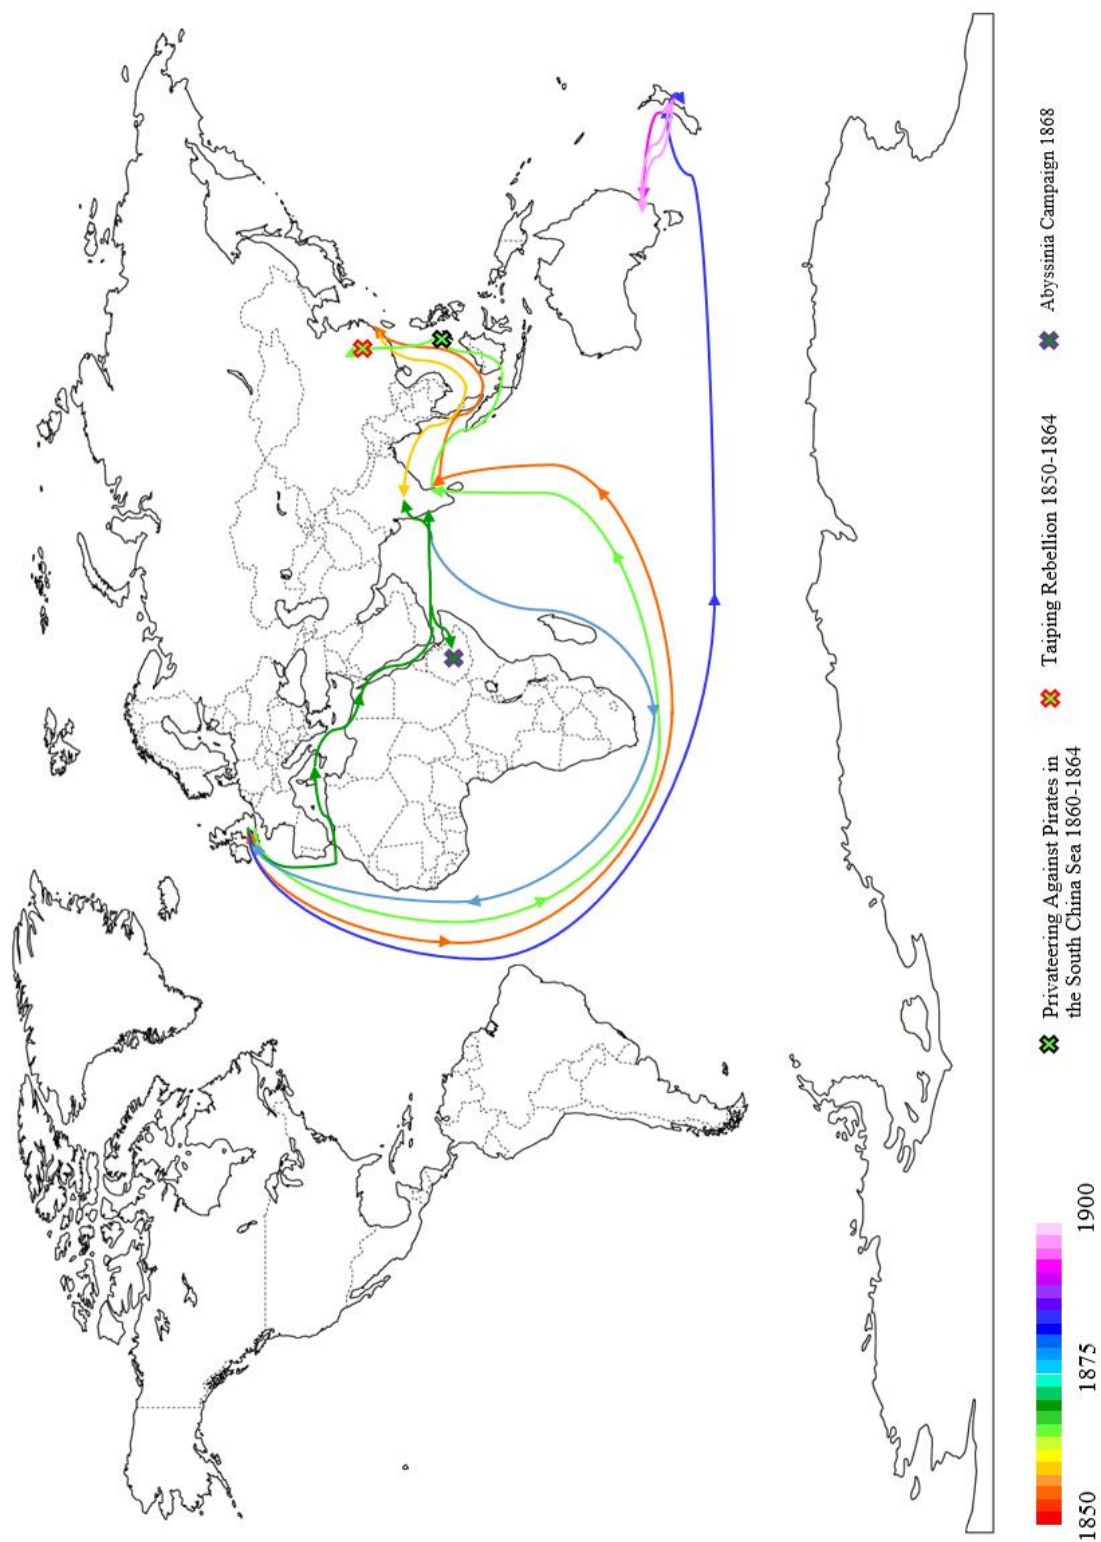 1850
1875
1900
Privateering Against Pirates in
the South China Sea 1860-1864
Taiping Rebellion 1850-1864
Abyssinia Campaign 1868